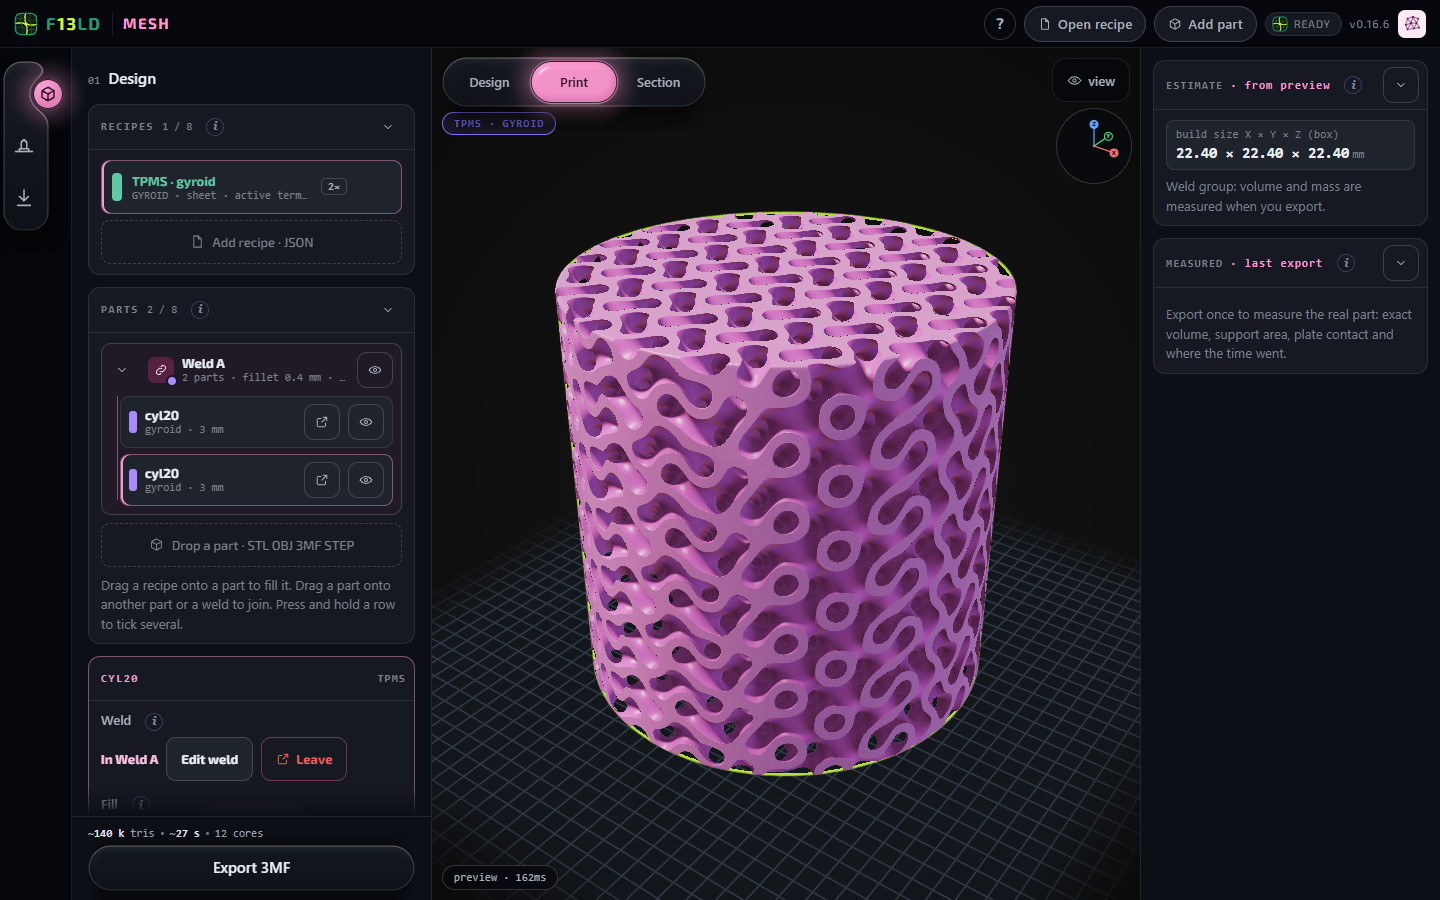 F13LD MESH
?
Open recipe
Add part
READY
v0.16.6
01 Design
RECIPES 1 / 8
i
TPMS · gyroid
GYROID · sheet · active term…
2×
Add recipe · JSON
PARTS 2 / 8
i
Weld A
2 parts · fillet 0.4 mm · …
cyl20
gyroid · 3 mm
cyl20
gyroid · 3 mm
Drop a part · STL OBJ 3MF STEP
Drag a recipe onto a part to fill it. Drag a part onto
another part or a weld to join. Press and hold a row
to tick several.
CYL20
TPMS
Weld
i
In Weld A
Edit weld
Leave
Fill
i
~140 k tris · ~27 s · 12 cores
Export 3MF
Design
Print
Section
TPMS · GYROID
view
Z
Y
X
preview · 162ms
ESTIMATE · from preview
i
build size X × Y × Z (box)
22.40 × 22.40 × 22.40 mm
Weld group: volume and mass are
measured when you export.
MEASURED · last export
i
Export once to measure the real part: exact
volume, support area, plate contact and
where the time went.